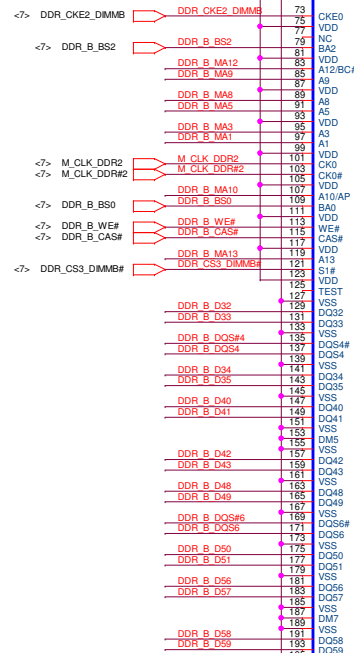 <7> DDR_CKE2_DIMMB DDR_CKE2_DIMMB 73 CKE0
75 VDD
77 NC
<7> DDR_B_BS2 DDR_B_BS2 79 BA2
81 VDD
DDR_B_MA12 83 A12/BC#
DDR_B_MA9 85 A9
87 VDD
DDR_B_MA8 89 A8
DDR_B_MA5 91 A5
93 VDD
DDR_B_MA3 95 A3
DDR_B_MA1 97 A1
99 VDD
<7> M_CLK_DDR2 M_CLK_DDR2 101 CK0
<7> M_CLK_DDR#2 M_CLK_DDR#2 103 CK0#
105 VDD
DDR_B_MA10 107 A10/AP
<7> DDR_B_BS0 DDR_B_BS0 109 BA0
111 VDD
<7> DDR_B_WE# DDR_B_WE# 113 WE#
<7> DDR_B_CAS# DDR_B_CAS# 115 CAS#
117 VDD
DDR_B_MA13 119 A13
<7> DDR_CS3_DIMMB# DDR_CS3_DIMMB# 121 S1#
123 VDD
125 TEST
127 VSS
DDR_B_D32 129 DQ32
DDR_B_D33 131 DQ33
133 VSS
DDR_B_DQS#4 135 DQS4#
DDR_B_DQS4 137 DQS4
139 VSS
DDR_B_D34 141 DQ34
DDR_B_D35 143 DQ35
145 VSS
DDR_B_D40 147 DQ40
DDR_B_D41 149 DQ41
151 VSS
153 DM5
155 VSS
DDR_B_D42 157 DQ42
DDR_B_D43 159 DQ43
161 VSS
DDR_B_D48 163 DQ48
DDR_B_D49 165 DQ49
167 VSS
DDR_B_DQS#6 169 DQS6#
DDR_B_DQS6 171 DQS6
173 VSS
DDR_B_D50 175 DQ50
DDR_B_D51 177 DQ51
179 VSS
DDR_B_D56 181 DQ56
DDR_B_D57 183 DQ57
185 VSS
187 DM7
189 VSS
DDR_B_D58 191 DQ58
DDR_B_D59 193 DQ59